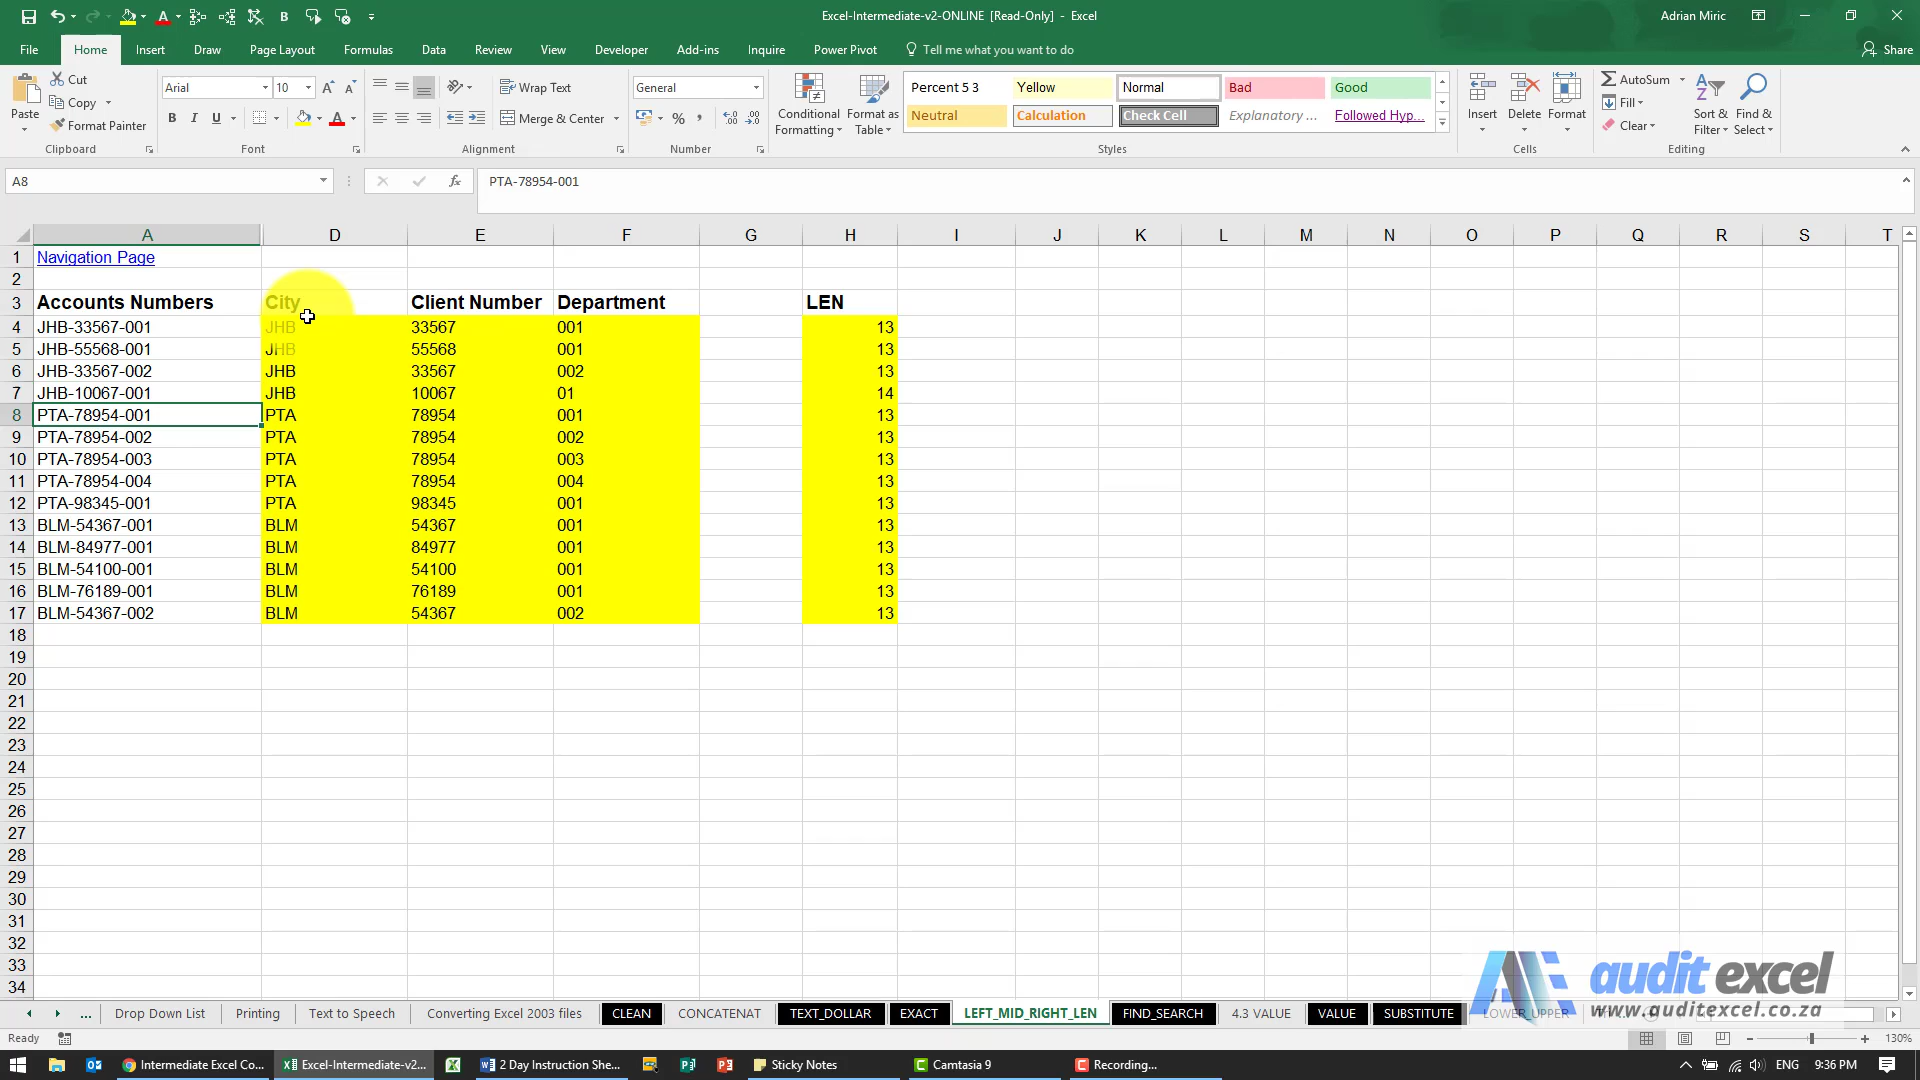 Excel-Intermediate-v2-ONLINE [Read-Only] - Excel
Adrian Miric
File Home Insert Draw Page Layout Formulas Data Review View Developer Add-ins Inquire Power Pivot Tell me what you want to do Share
Cut
Copy
Format Painter
Paste
Clipboard
Arial 10
B I U
Font
Wrap Text
Merge & Center
Alignment
General
%
Number
Conditional Formatting
Format as Table
Percent 5 3 Yellow Normal Bad Good
Neutral Calculation Check Cell Explanatory ... Followed Hyp...
Styles
Insert Delete Format
Cells
AutoSum
Fill
Clear
Sort & Filter
Find & Select
Editing
A8 fx PTA-78954-001
A D E F G H I J K L M N O P Q R S T
1 Navigation Page
2
3 Accounts Numbers City Client Number Department LEN
4 JHB-33567-001 JHB 33567 001 13
5 JHB-55568-001 JHB 55568 001 13
6 JHB-33567-002 JHB 33567 002 13
7 JHB-10067-001 JHB 10067 01 14
8 PTA-78954-001 PTA 78954 001 13
9 PTA-78954-002 PTA 78954 002 13
10 PTA-78954-003 PTA 78954 003 13
11 PTA-78954-004 PTA 78954 004 13
12 PTA-98345-001 PTA 98345 001 13
13 BLM-54367-001 BLM 54367 001 13
14 BLM-84977-001 BLM 84977 001 13
15 BLM-54100-001 BLM 54100 001 13
16 BLM-76189-001 BLM 76189 001 13
17 BLM-54367-002 BLM 54367 002 13
18
19
20
21
22
23
24
25
26
27
28
29
30
31
32
33
34
audit excel
www.auditexcel.co.za
... Drop Down List Printing Text to Speech Converting Excel 2003 files CLEAN CONCATENAT TEXT_DOLLAR EXACT LEFT_MID_RIGHT_LEN FIND_SEARCH 4.3 VALUE VALUE SUBSTITUTE LOWER_UPPER
Ready 130%
Intermediate Excel Co... Excel-Intermediate-v2... 2 Day Instruction She... Sticky Notes Camtasia 9 Recording... ENG 9:36 PM